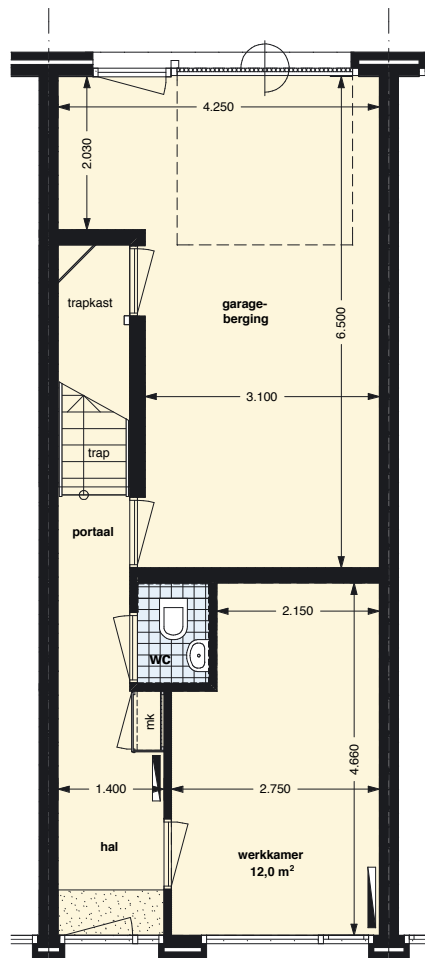 4.250
2.030
trapkast
garage-
berging
6.500
3.100
trap
portaal
2.150
WC
mk
4.660
1.400
2.750
hal
werkkamer
12,0 m²